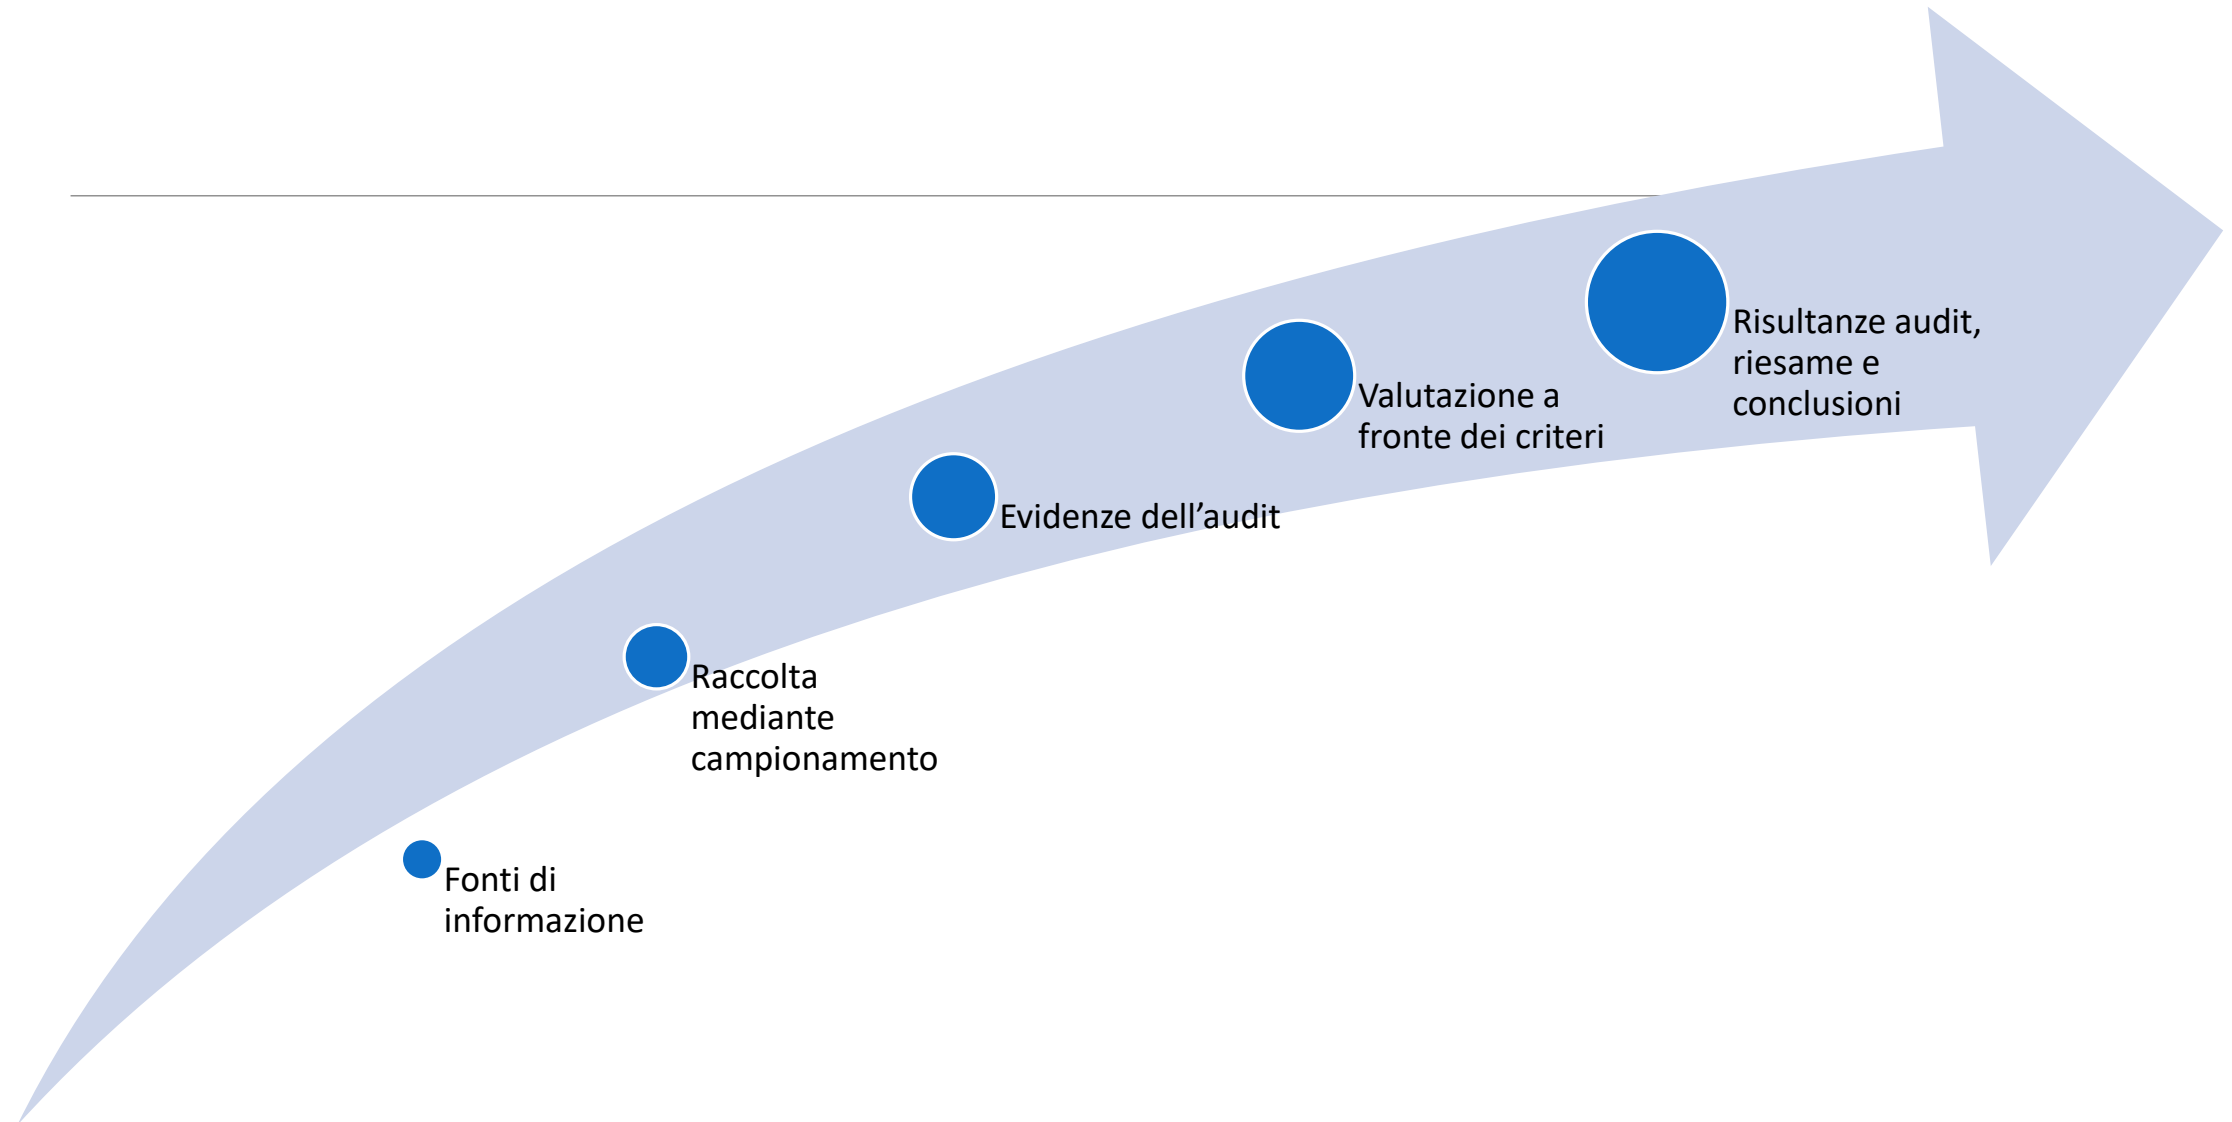 Fonti di
informazione
Raccolta
mediante
campionamento
Evidenze dell’audit
Valutazione a
fronte dei criteri
Risultanze audit,
riesame e
conclusioni